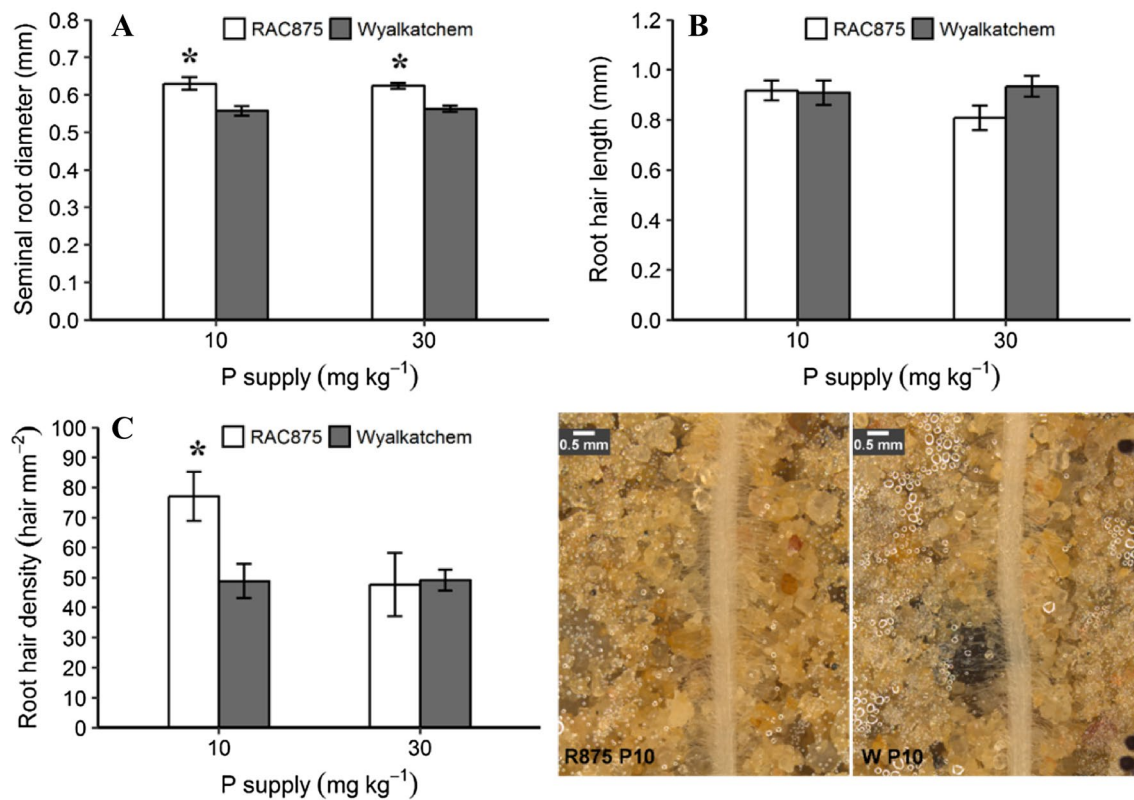 A
RAC875
Wyalkatchem
*
*
Seminal root diameter (mm)
0.8
0.7
0.6
0.5
0.4
0.3
0.2
0.1
0.0
10
30
P supply (mg kg⁻¹)
B
RAC875
Wyalkatchem
Root hair length (mm)
1.2
1.0
0.8
0.6
0.4
0.2
0.0
10
30
P supply (mg kg⁻¹)
C
RAC875
Wyalkatchem
*
Root hair density (hair mm⁻²)
100
90
80
70
60
50
40
30
20
10
0
10
30
P supply (mg kg⁻¹)
0.5 mm
R875 P10
0.5 mm
W P10